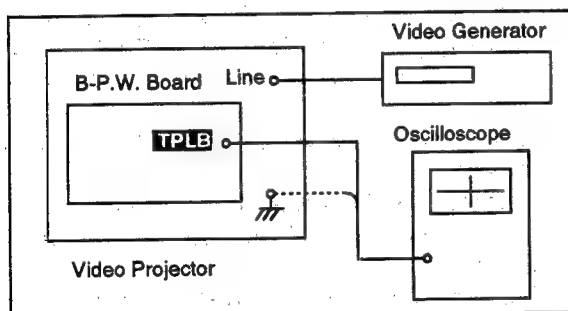 Video Generator
B-P.W. Board
Line
TPLB
Oscilloscope
Video Projector